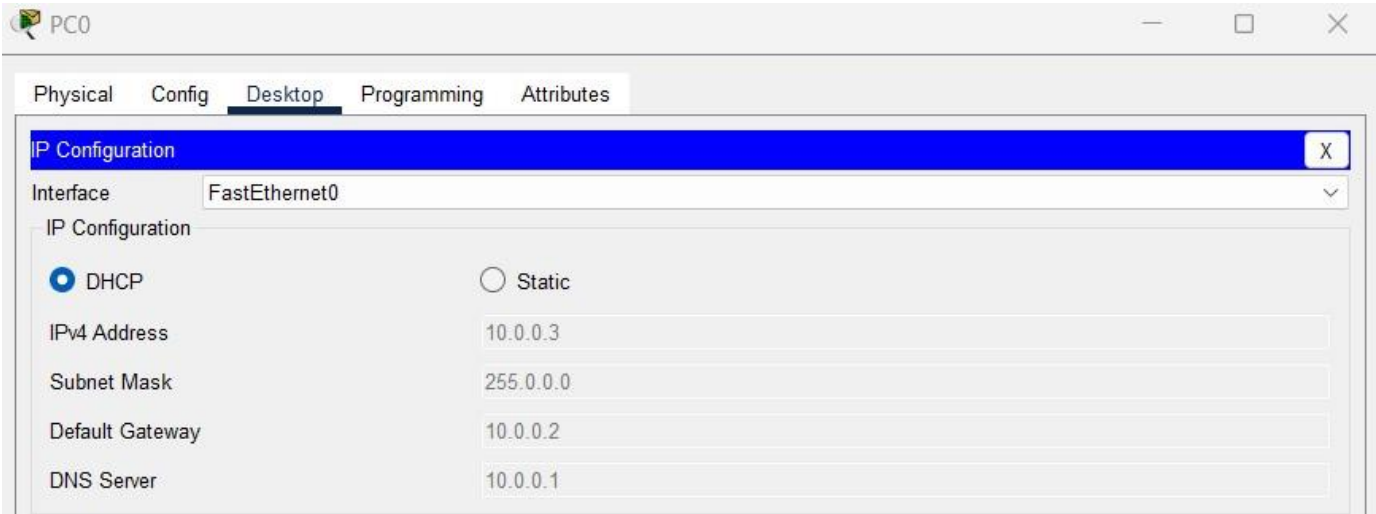 PC0
Physical Config Desktop Programming Attributes
IP Configuration X
Interface FastEthernet0
IP Configuration
DHCP Static
IPv4 Address 10.0.0.3
Subnet Mask 255.0.0.0
Default Gateway 10.0.0.2
DNS Server 10.0.0.1